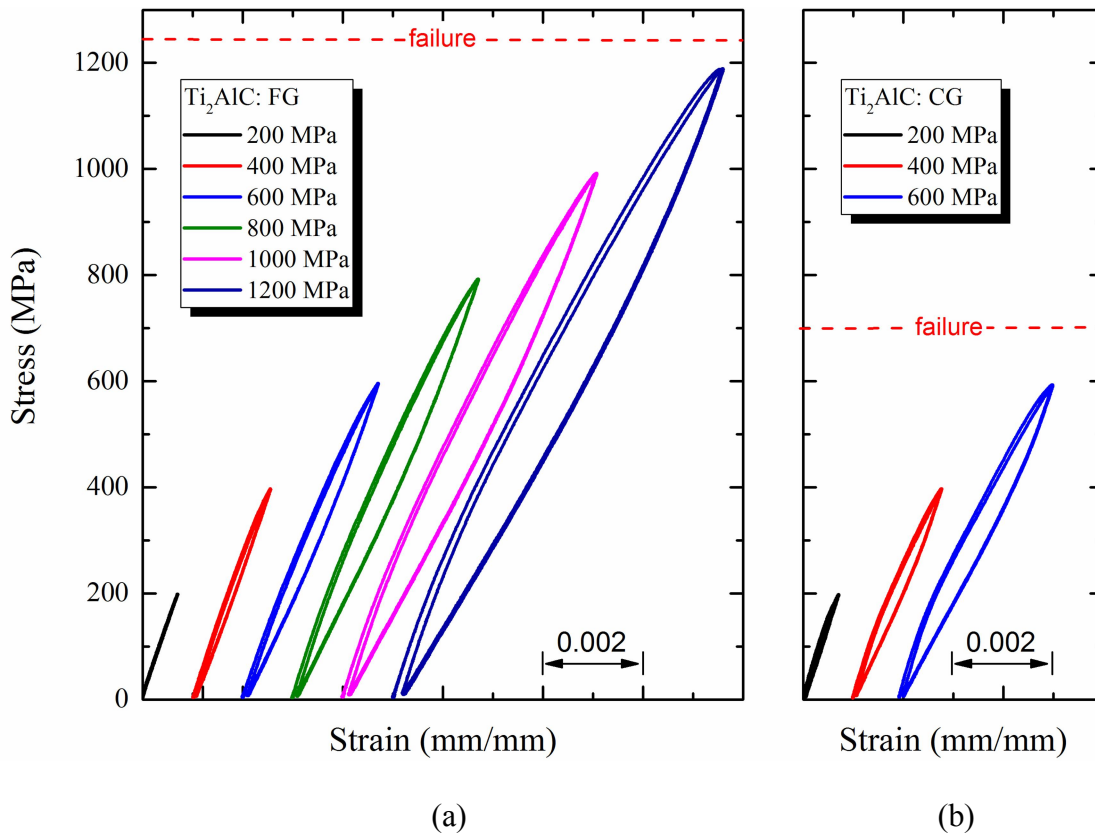 failure
Ti₂AlC: FG
200 MPa
400 MPa
600 MPa
800 MPa
1000 MPa
1200 MPa
1200
1000
800
600
400
200
0
Stress (MPa)
0.002
Strain (mm/mm)
(a)
Ti₂AlC: CG
200 MPa
400 MPa
600 MPa
failure
0.002
Strain (mm/mm)
(b)